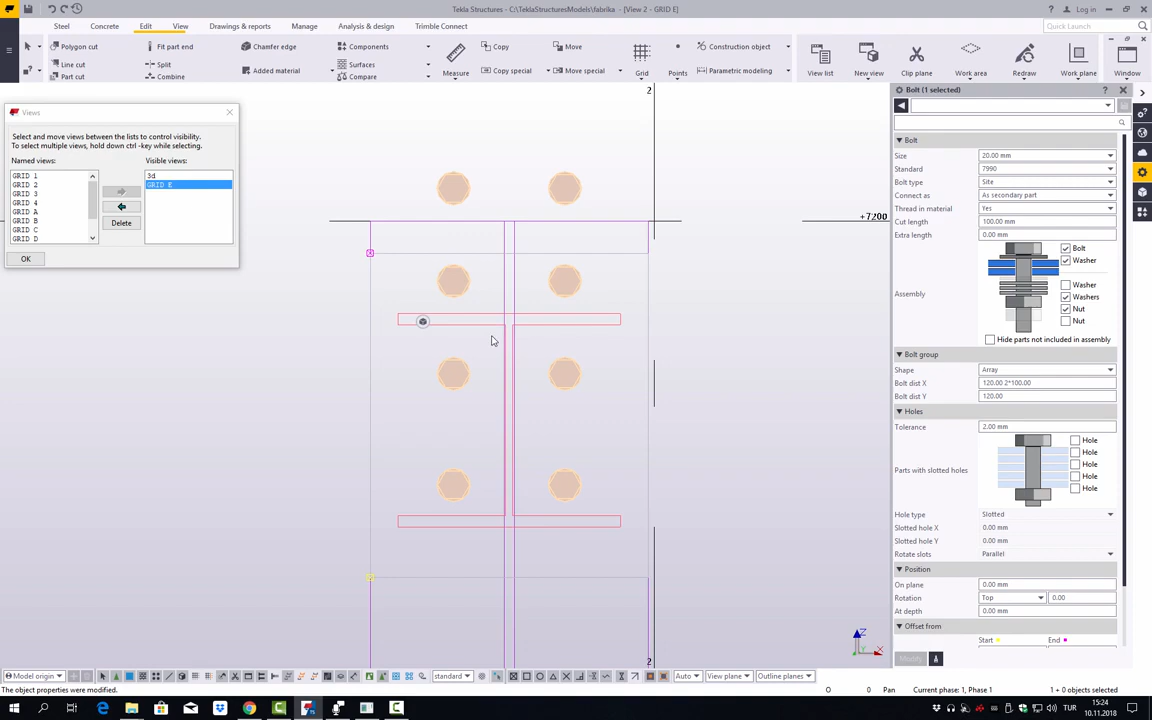 Tekla Structures - C:\TeklaStructuresModels\fabrika - [View 2 - GRID E]
Log in
Steel
Concrete
Edit
View
Drawings & reports
Manage
Analysis & design
Trimble Connect
Quick Launch
Polygon cut
Line cut
Part cut
Fit part end
Split
Combine
Chamfer edge
Added material
Components
Surfaces
Compare
Measure
Copy
Copy special
Move
Move special
Grid
Points
Construction object
Parametric modeling
View list
New view
Clip plane
Work area
Redraw
Work plane
Window
Views
Select and move views between the lists to control visibility.
To select multiple views, hold down ctrl -key while selecting.
Named views:
Visible views:
GRID 1
GRID 2
GRID 3
GRID 4
GRID A
GRID B
GRID C
GRID D
3d
GRID E
Delete
OK
2
+7200
2
Z
X
Y
Bolt (1 selected)
Bolt
Size
20.00 mm
Standard
7990
Bolt type
Site
Connect as
As secondary part
Thread in material
Yes
Cut length
100.00 mm
Extra length
0.00 mm
Assembly
Bolt
Washer
Washer
Washers
Nut
Nut
Hide parts not included in assembly
Bolt group
Shape
Array
Bolt dist X
120.00 2*100.00
Bolt dist Y
120.00
Holes
Tolerance
2.00 mm
Parts with slotted holes
Hole
Hole
Hole
Hole
Hole
Hole type
Slotted
Slotted hole X
0.00 mm
Slotted hole Y
0.00 mm
Rotate slots
Parallel
Position
On plane
0.00 mm
Rotation
Top
0.00
At depth
0.00 mm
Offset from
Start
End
Modify
Model origin
standard
Auto
View plane
Outline planes
The object properties were modified.
O
0
Pan
Current phase: 1, Phase 1
1 + 0 objects selected
TUR
15:24
10.11.2018